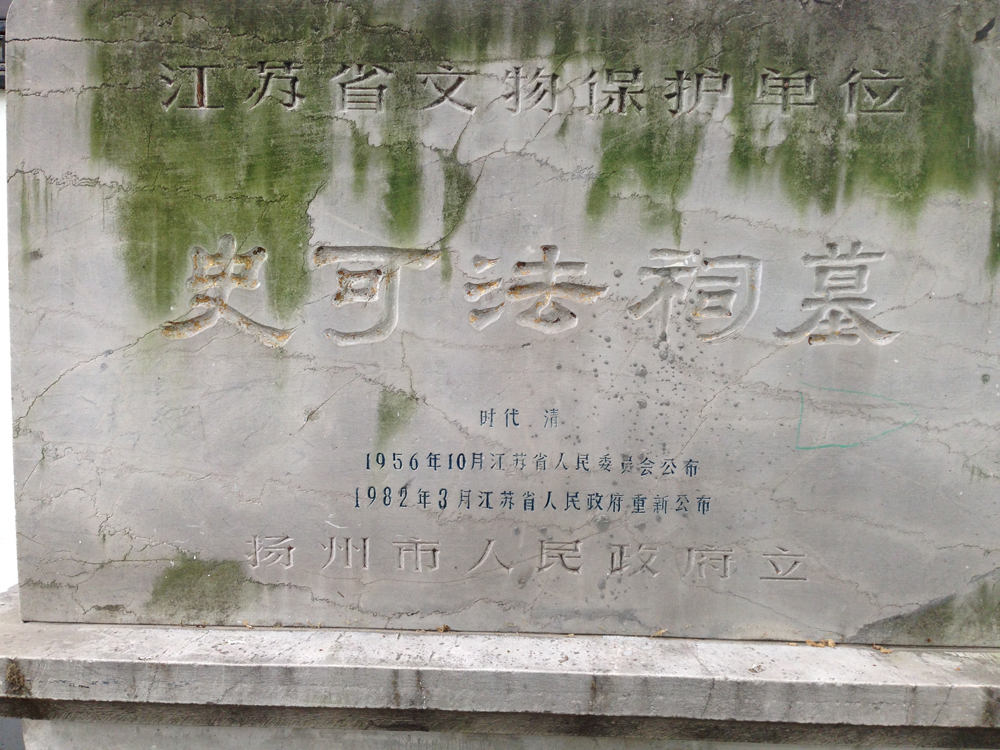 江苏省文物保护单位
史可法祠墓
时代 清
1956年10月江苏省人民委员会公布
1982年3月江苏省人民政府重新公布
扬州市人民政府立